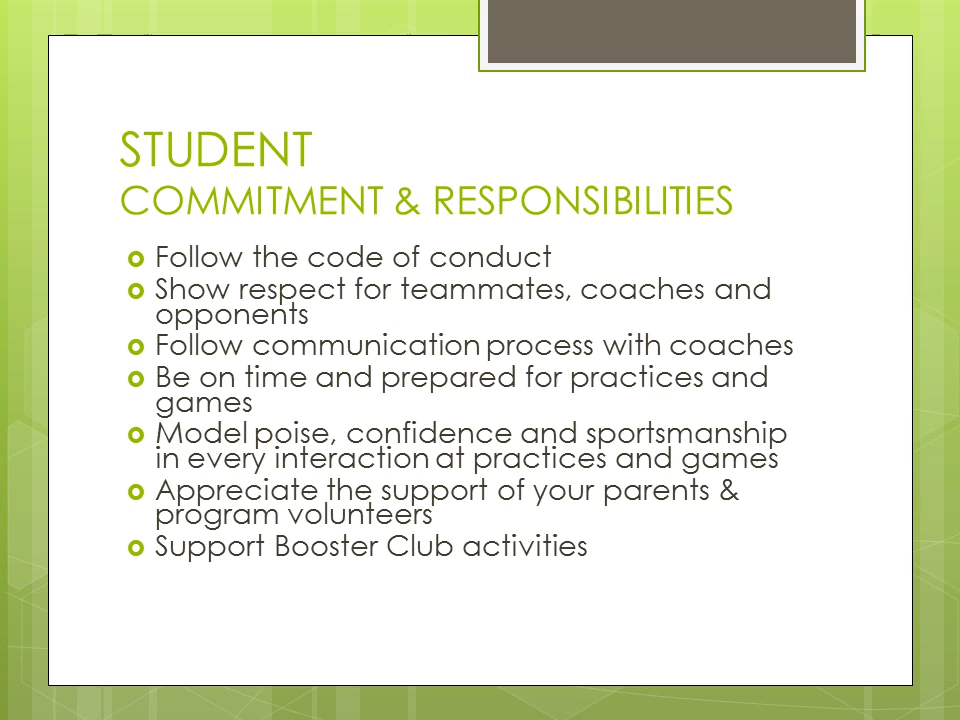 STUDENT
COMMITMENT & RESPONSIBILITIES
Follow the code of conduct
Show respect for teammates, coaches and
opponents
Follow communication process with coaches
Be on time and prepared for practices and
games
Model poise, confidence and sportsmanship
in every interaction at practices and games
Appreciate the support of your parents &
program volunteers
Support Booster Club activities